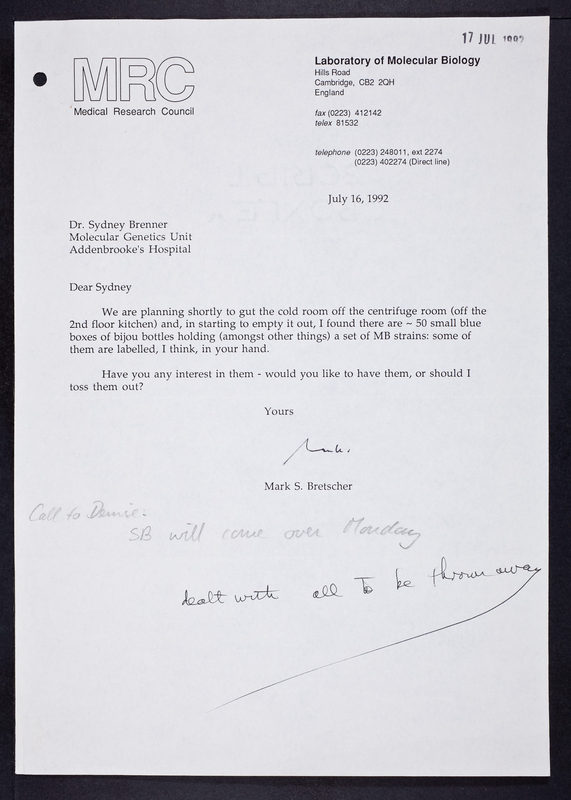 17 JUL 1992
MRC
Medical Research Council
Laboratory of Molecular Biology
Hills Road
Cambridge, CB2 2QH
England
fax (0223) 412142
telex 81532
telephone (0223) 248011, ext 2274
(0223) 402274 (Direct line)
July 16, 1992
Dr. Sydney Brenner
Molecular Genetics Unit
Addenbrooke's Hospital
Dear Sydney
We are planning shortly to gut the cold room off the centrifuge room (off the
2nd floor kitchen) and, in starting to empty it out, I found there are ~ 50 small blue
boxes of bijou bottles holding (amongst other things) a set of MB strains: some of
them are labelled, I think, in your hand.
Have you any interest in them - would you like to have them, or should I
toss them out?
Yours
Mark.
Mark S. Bretscher
Call to Denise.
SB will come over Monday
dealt with all to be thrown away